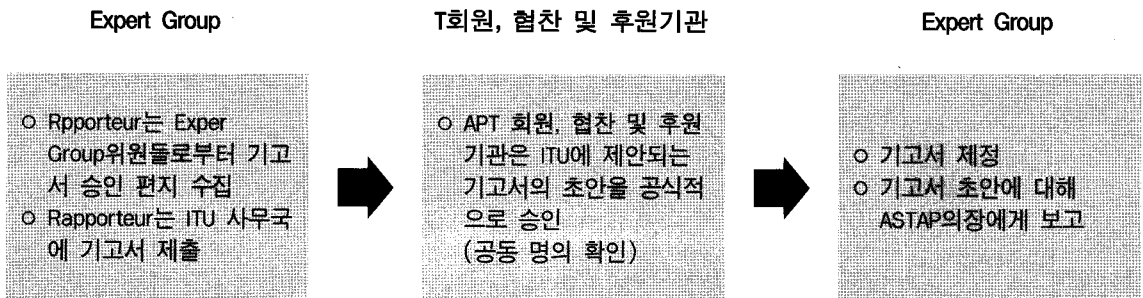 Expert Group
T회원, 협찬 및 후원기관
Expert Group
○ Rpporteur는 Exper
Group위원들로부터 기고
서 승인 편지 수집
○ Rapporteur는 ITU 사무국
에 기고서 제출
○ APT 회원, 협찬 및 후원
기관은 ITU에 제안되는
기고서의 초안을 공식적
으로 승인
(공동 명의 확인)
○ 기고서 제정
○ 기고서 초안에 대해
ASTAP의장에게 보고